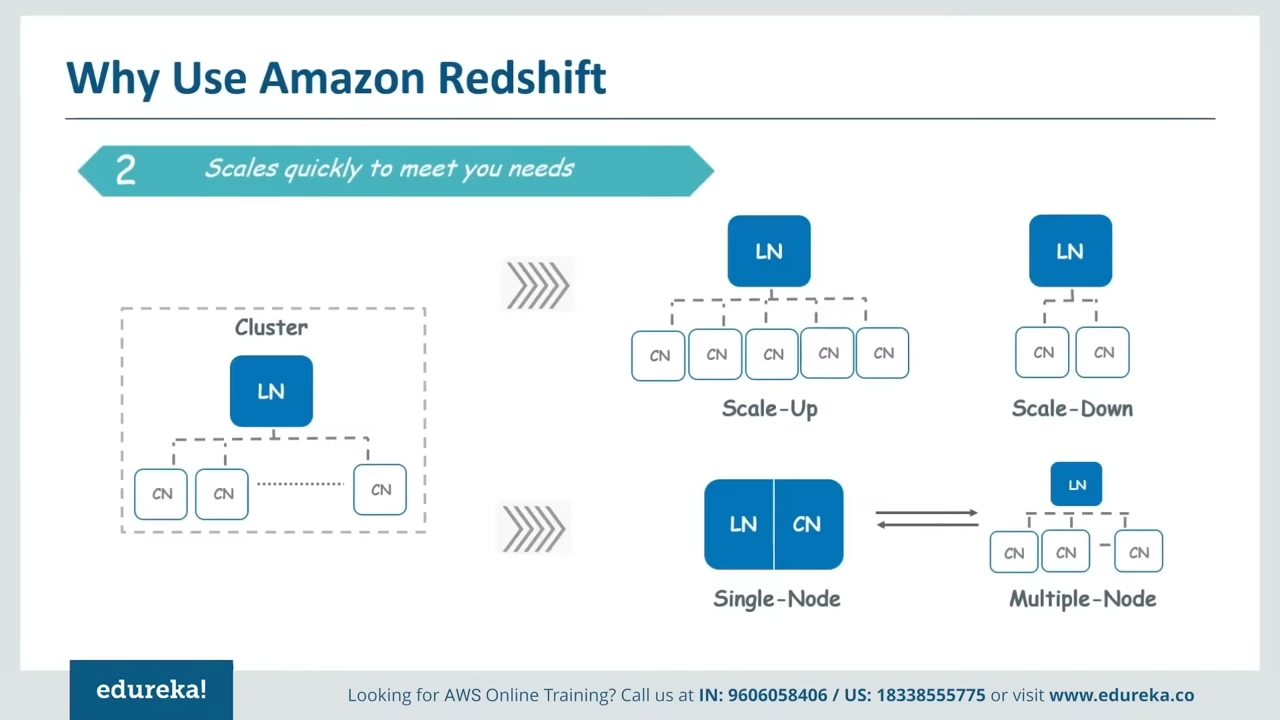 Why Use Amazon Redshift
2 Scales quickly to meet you needs
Cluster
LN
CN CN CN
LN
CN CN CN CN CN
Scale-Up
LN
CN CN
Scale-Down
LN CN
Single-Node
LN
CN CN CN
Multiple-Node
edureka!
Looking for AWS Online Training? Call us at IN: 9606058406 / US: 18338555775 or visit www.edureka.co